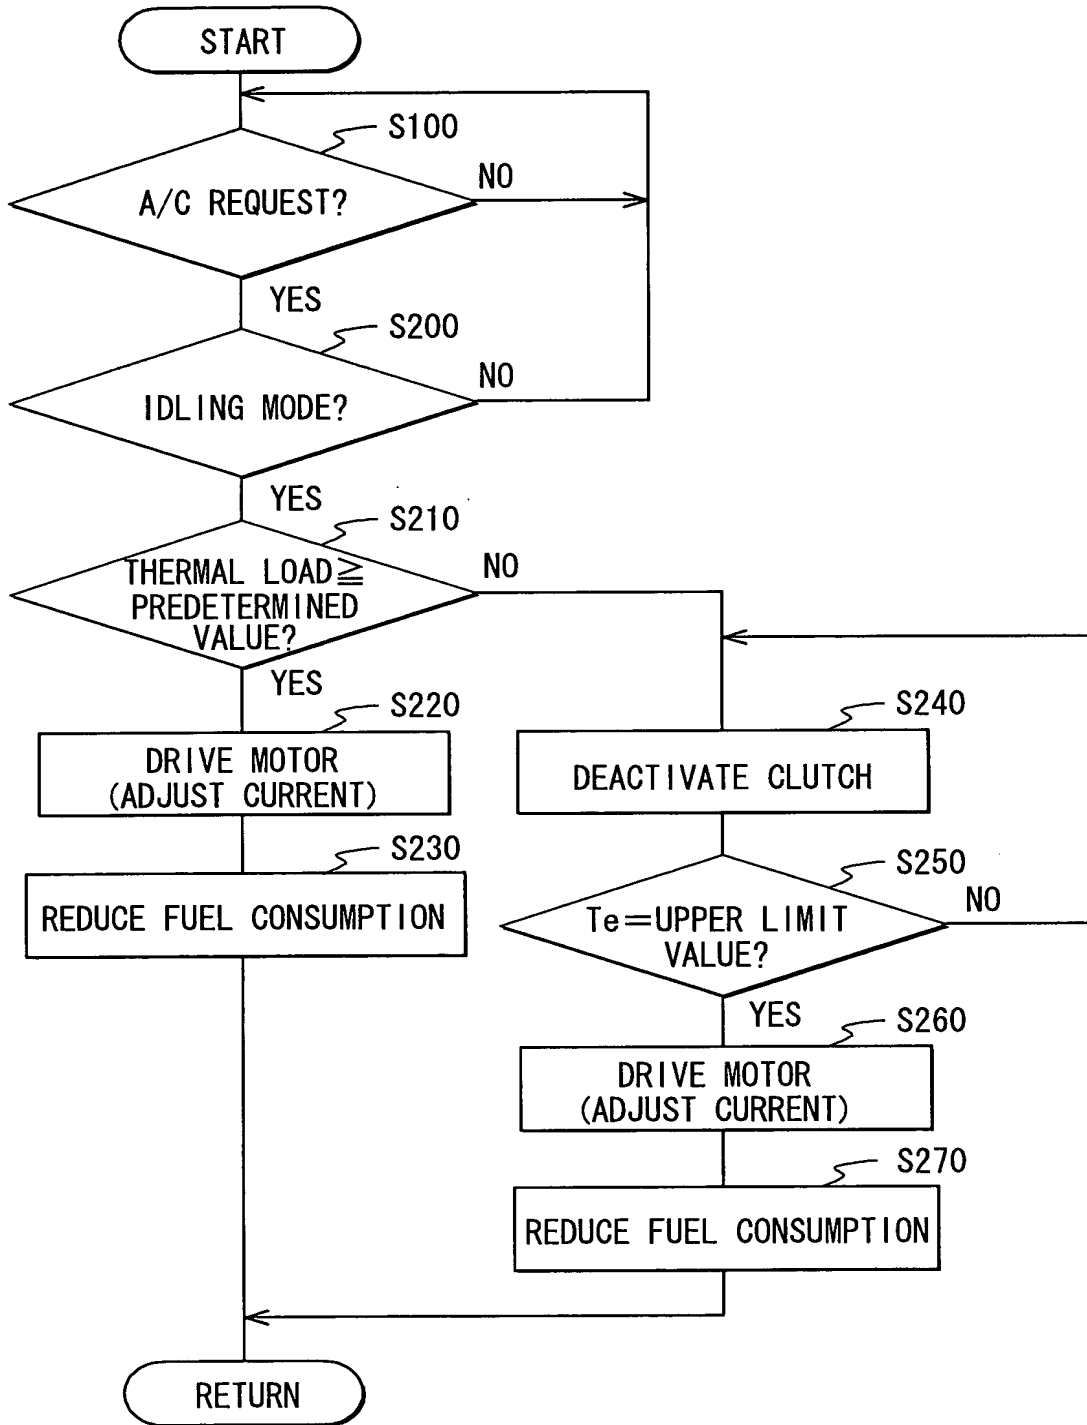 START
S100
A/C REQUEST?
NO
YES
S200
IDLING MODE?
NO
YES
S210
THERMAL LOAD≧
PREDETERMINED
VALUE?
NO
YES
S220
DRIVE MOTOR
(ADJUST CURRENT)
S230
REDUCE FUEL CONSUMPTION
S240
DEACTIVATE CLUTCH
S250
Te=UPPER LIMIT
VALUE?
NO
YES
S260
DRIVE MOTOR
(ADJUST CURRENT)
S270
REDUCE FUEL CONSUMPTION
RETURN